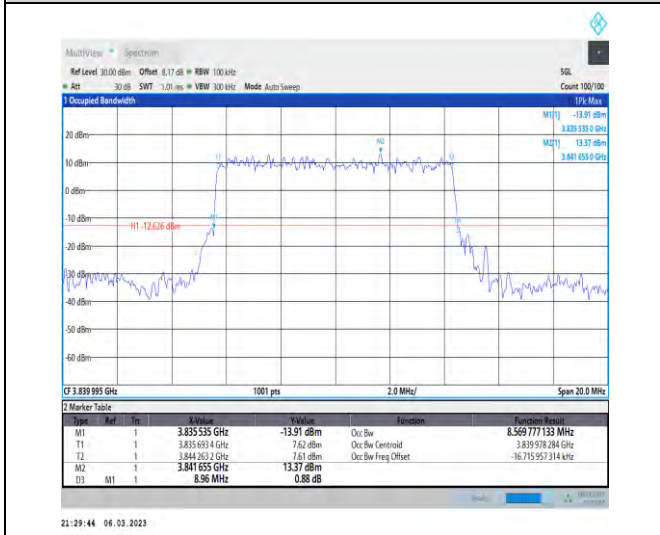 MultiView Spectrum
Ref Level 30.00 dBm Offset 8.17 dB RBW 100 kHz SGL
Att 30 dB SWT 1.01 ms VBW 300 kHz Mode Auto Sweep Count 100/100
1 Occupied Bandwidth 1Pk Max
M1[1] -13.91 dBm
3.835 535 0 GHz
M2[1] 13.37 dBm
3.841 655 0 GHz
20 dBm
M2
10 dBm
0 dBm
-10 dBm
H1 -12.626 dBm
-20 dBm
-30 dBm
-40 dBm
-50 dBm
-60 dBm
CF 3.839 995 GHz 1001 pts 2.0 MHz/ Span 20.0 MHz
2 Marker Table
Type Ref Trc X-Value Y-Value Function Function Result
M1 1 3.835 535 GHz -13.91 dBm Occ Bw 8.569 777 133 MHz
T1 1 3.835 693 4 GHz 7.62 dBm Occ Bw Centroid 3.839 978 284 GHz
T2 1 3.844 263 2 GHz 7.61 dBm Occ Bw Freq Offset -16.715 957 314 kHz
M2 1 3.841 655 GHz 13.37 dBm
D3 M1 1 8.96 MHz 0.88 dB
21:29:44 06.03.2023